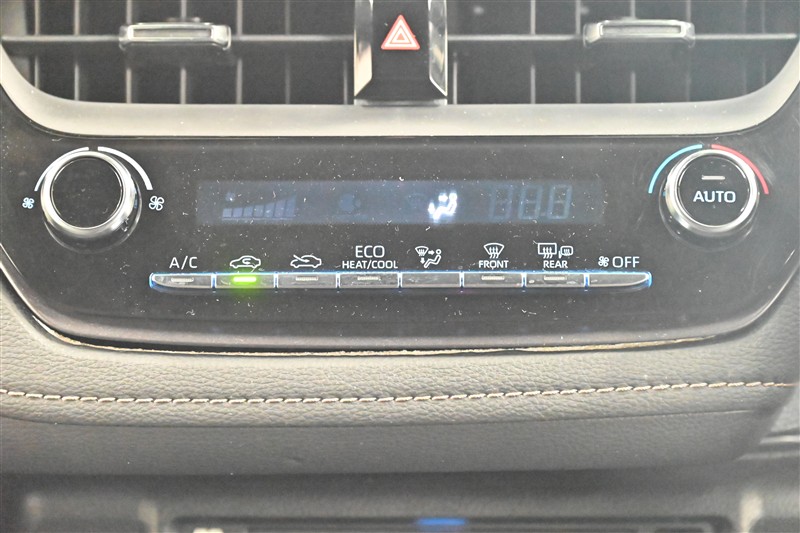 AUTO
A/C
ECO
HEAT/COOL
FRONT
REAR
OFF